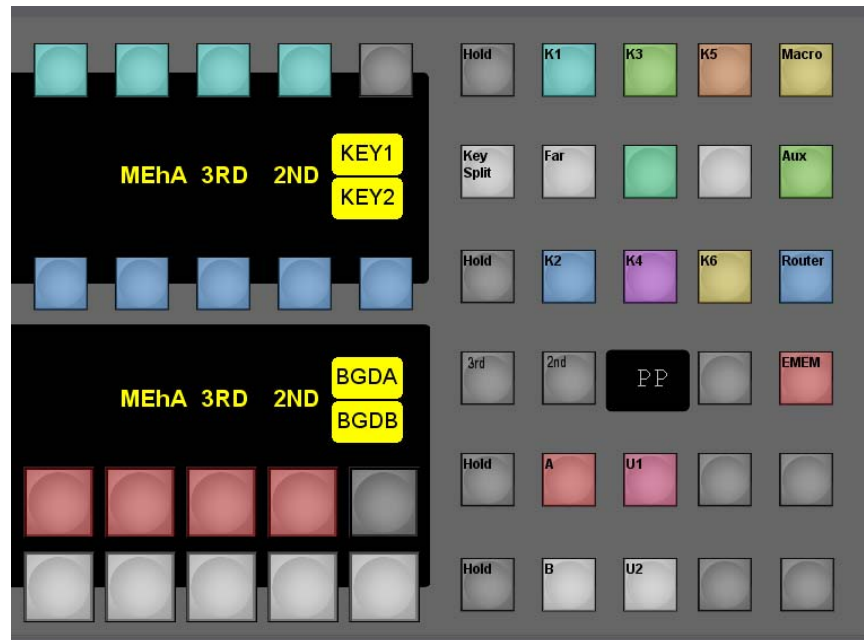 Hold K1 K3 K5 Macro
MEhA 3RD 2ND KEY1
KEY2
Key Split Far Aux
Hold K2 K4 K6 Router
MEhA 3RD 2ND BGDA
BGDB
3rd 2nd PP EMEM
Hold A U1
Hold B U2